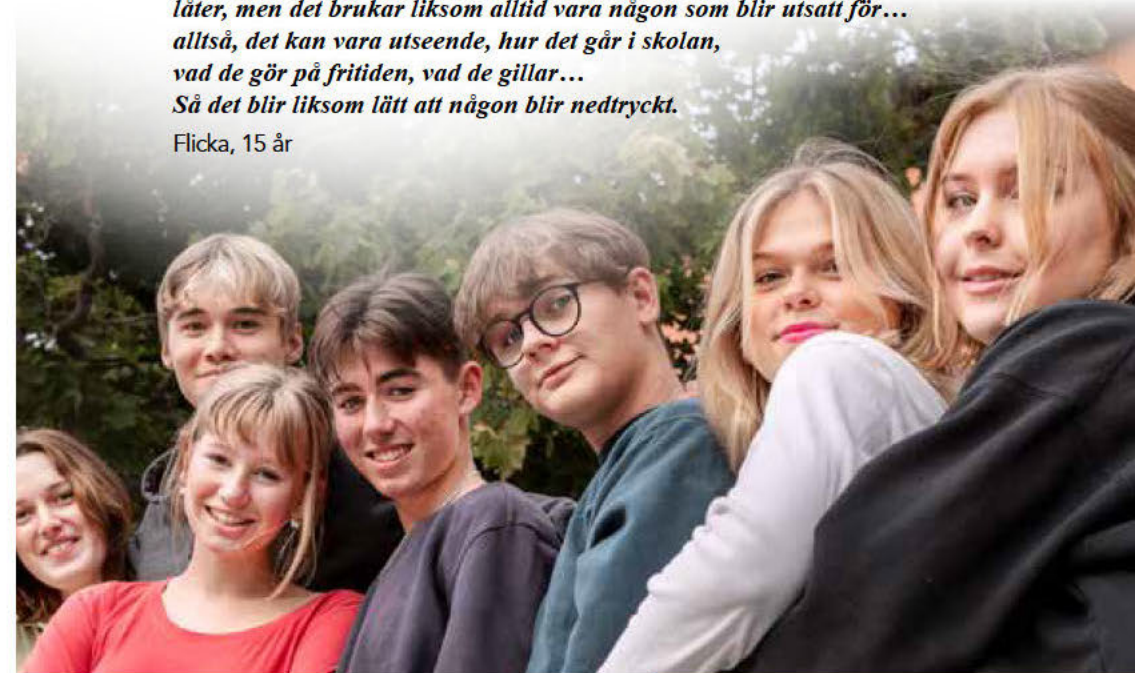 låter, men det brukar liksom alltid vara någon som blir utsatt för…
alltså, det kan vara utseende, hur det går i skolan,
vad de gör på fritiden, vad de gillar…
Så det blir liksom lätt att någon blir nedtryckt.
Flicka, 15 år